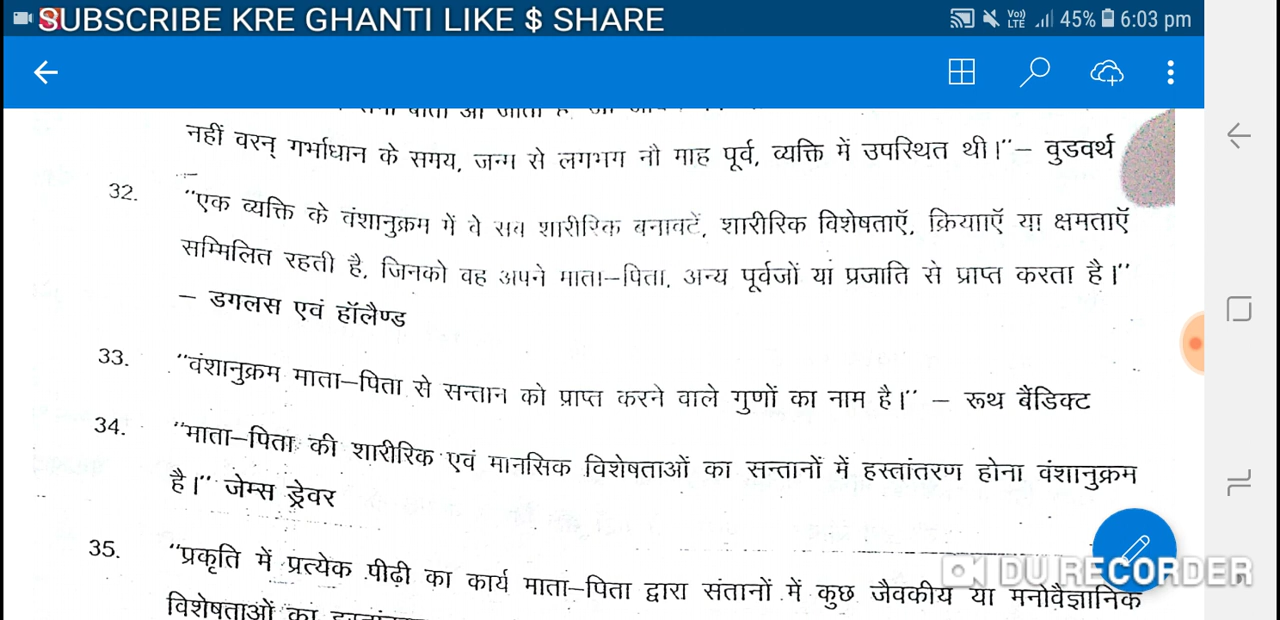 SUBSCRIBE KRE GHANTI LIKE $ SHARE
Vo)) LTE 45% 6:03 pm
नहीं वरन् गर्भाधान के समय, जन्म से लगभग नौ माह पूर्व, व्यक्ति में उपस्थित थी।"– वुडवर्थ
32. "एक व्यक्ति के वंशानुक्रम में वे सब शारीरिक बनावटें, शारीरिक विशेषताएँ, क्रियाएँ या क्षमताएँ
सम्मिलित रहती है, जिनको वह अपने माता–पिता, अन्य पूर्वजों या प्रजाति से प्राप्त करता है।"
– डगलस एवं हॉलैण्ड
33. "वंशानुक्रम माता–पिता से सन्तान को प्राप्त करने वाले गुणों का नाम है।" – रूथ बैंडिक्ट
34. "माता–पिता की शारीरिक एवं मानसिक विशेषताओं का सन्तानों में हस्तांतरण होना वंशानुक्रम
है।" जेम्स ड्रेवर
35. "प्रकृति में प्रत्येक पीढ़ी का कार्य माता–पिता द्वारा संतानों में कुछ जैवकीय या मनोवैज्ञानिक
DU RECORDER
विशेषताओं का